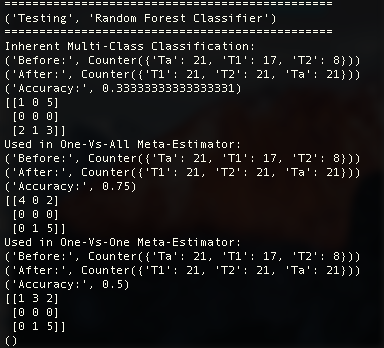 ==================================================
('Testing', 'Random Forest Classifier')
==================================================
Inherent Multi-Class Classification:
('Before:', Counter({'Ta': 21, 'T1': 17, 'T2': 8}))
('After:', Counter({'T1': 21, 'T2': 21, 'Ta': 21}))
('Accuracy:', 0.33333333333333331)
[[1 0 5]
 [0 0 0]
 [2 1 3]]
Used in One-Vs-All Meta-Estimator:
('Before:', Counter({'Ta': 21, 'T1': 17, 'T2': 8}))
('After:', Counter({'T1': 21, 'T2': 21, 'Ta': 21}))
('Accuracy:', 0.75)
[[4 0 2]
 [0 0 0]
 [0 1 5]]
Used in One-Vs-One Meta-Estimator:
('Before:', Counter({'Ta': 21, 'T1': 17, 'T2': 8}))
('After:', Counter({'T1': 21, 'T2': 21, 'Ta': 21}))
('Accuracy:', 0.5)
[[1 3 2]
 [0 0 0]
 [0 1 5]]
()